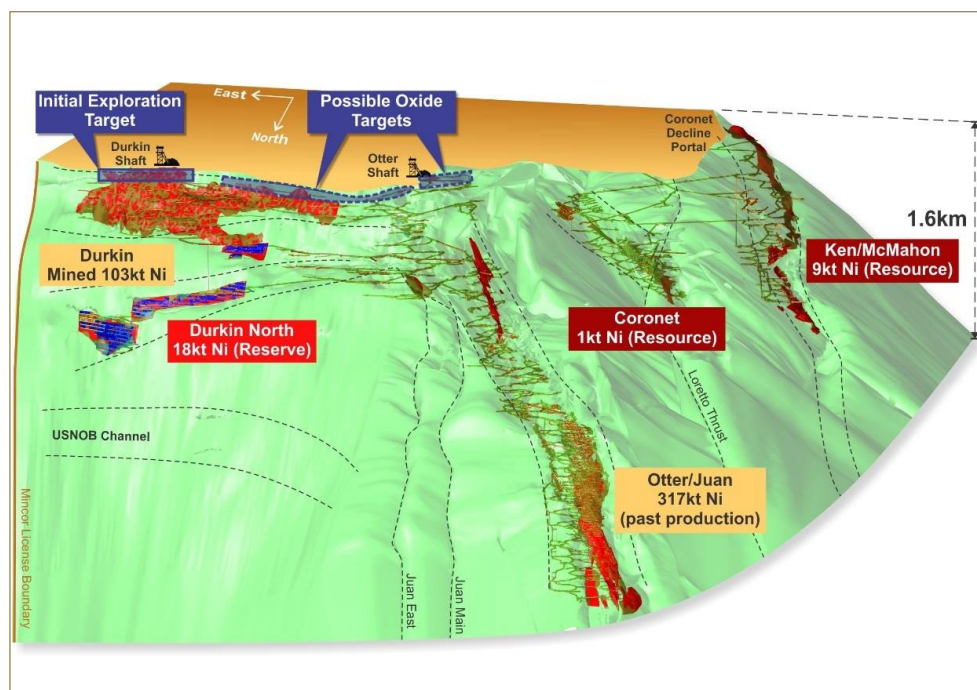 Initial Exploration
Target
Possible Oxide
Targets
East
North
Durkin
Shaft
Otter
Shaft
Coronet
Decline
Portal
1.6km
Durkin
Mined 103kt Ni
Ken/McMahon
9kt Ni (Resource)
Durkin North
18kt Ni (Reserve)
Coronet
1kt Ni (Resource)
Loretto Thrust
USNOB Channel
Otter/Juan
317kt Ni
(past production)
Mincor License Boundary
Juan East
Juan Main